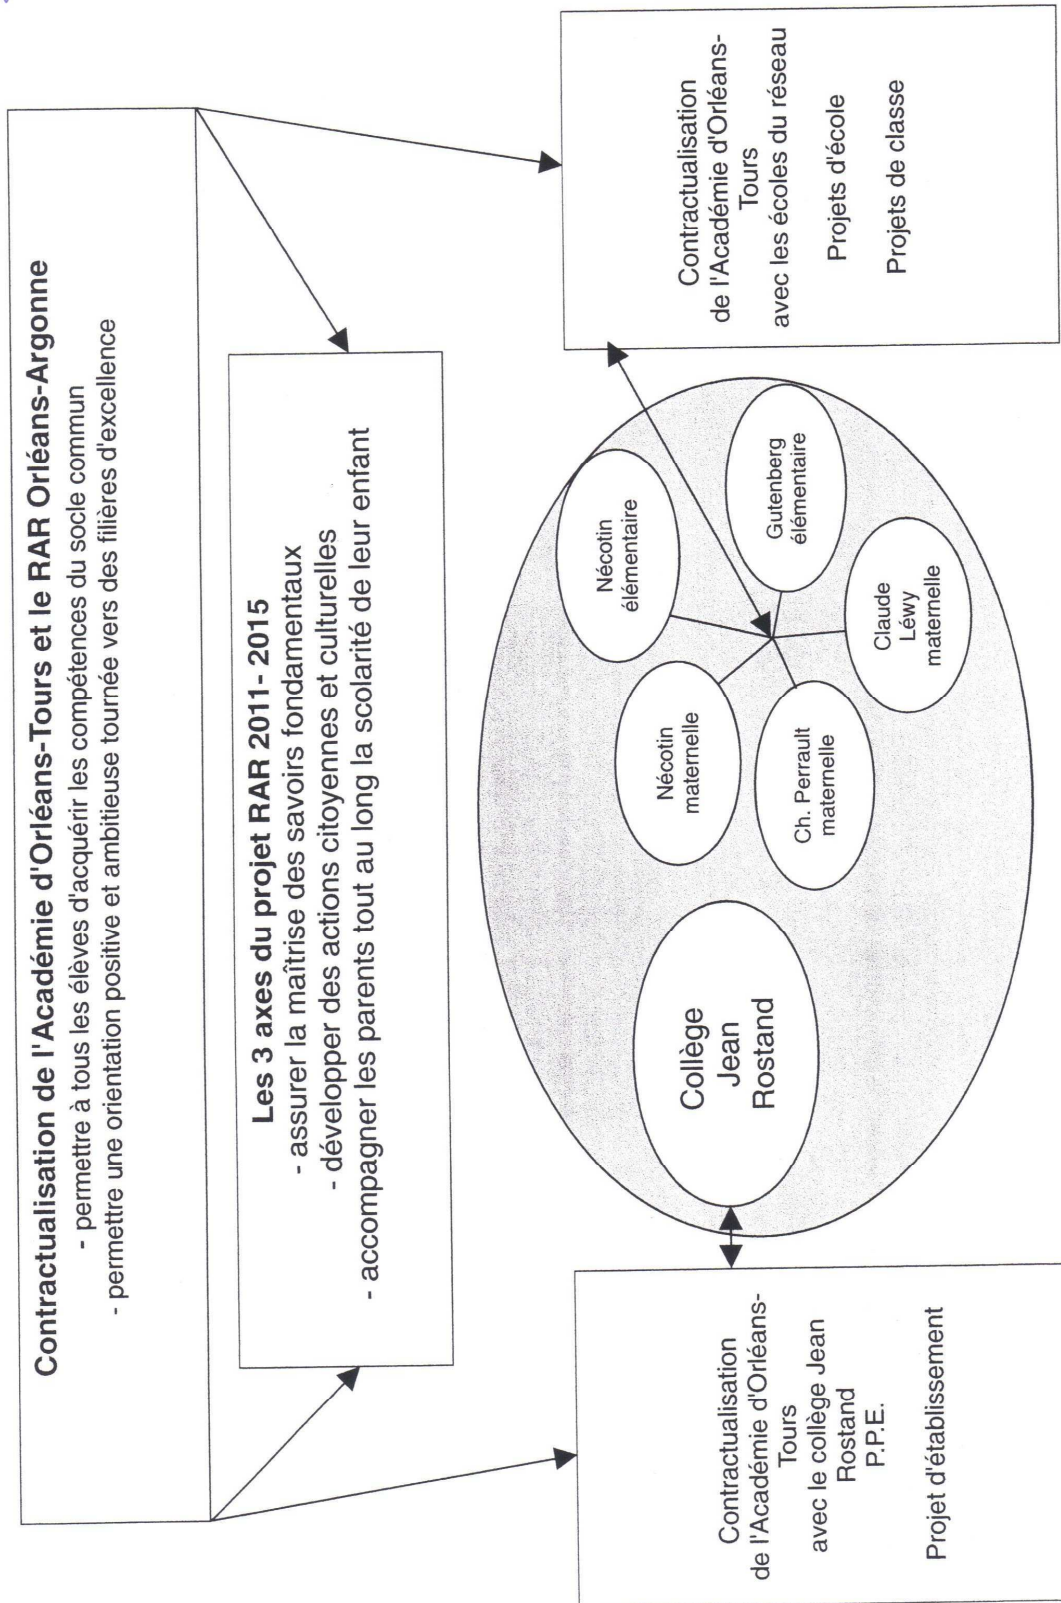 Contractualisation de l'Académie d'Orléans-Tours et le RAR Orléans-Argonne
- permettre à tous les élèves d'acquérir les compétences du socle commun
- permettre une orientation positive et ambitieuse tournée vers des filières d'excellence
Les 3 axes du projet RAR 2011- 2015
- assurer la maîtrise des savoirs fondamentaux
- développer des actions citoyennes et culturelles
- accompagner les parents tout au long la scolarité de leur enfant
Contractualisation
de l'Académie d'Orléans-
Tours
avec le collège Jean
Rostand
P.P.E.
Projet d'établissement
Collège
Jean
Rostand
Nécotin
maternelle
Nécotin
élémentaire
Ch. Perrault
maternelle
Claude
Léwy
maternelle
Gutenberg
élémentaire
Contractualisation
de l'Académie d'Orléans-
Tours
avec les écoles du réseau
Projets d'école
Projets de classe